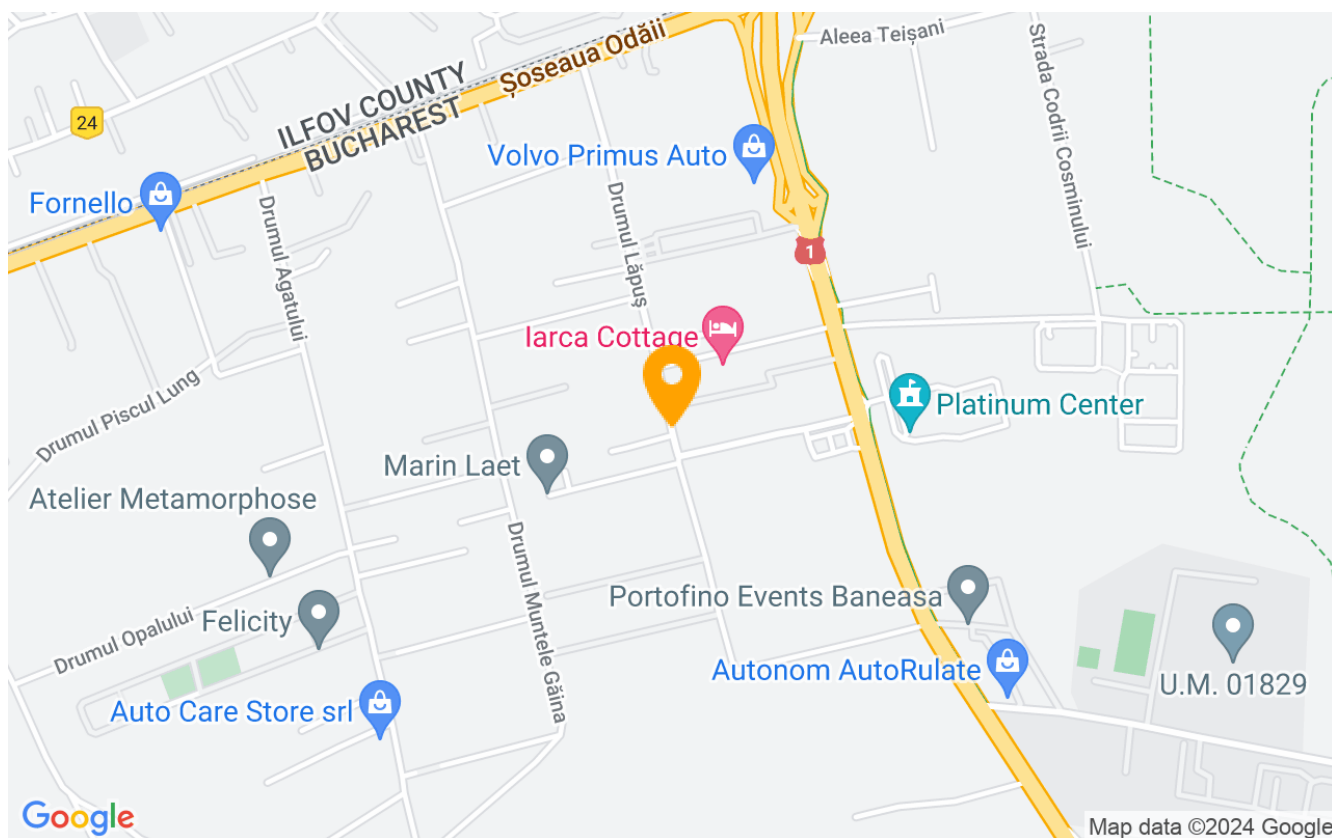 Aleea Teișani
Strada Codrii Cosminului
Șoseaua Odăii
ILFOV COUNTY
BUCHAREST
24
Volvo Primus Auto
Fornello
Drumul Lăpuș
Drumul Agatului
1
Iarca Cottage
Drumul Piscul Lung
Platinum Center
Marin Laet
Atelier Metamorphose
Drumul Muntele Găina
Portofino Events Baneasa
Felicity
Drumul Opalului
Autonom AutoRulate
U.M. 01829
Auto Care Store srl
Google
Map data ©2024 Google